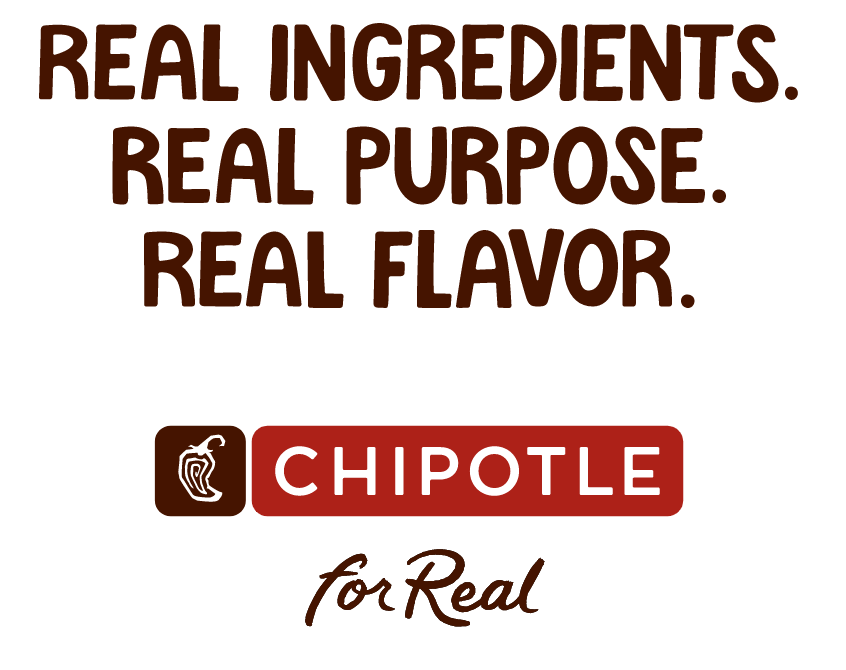 REAL INGREDIENTS.
REAL PURPOSE.
REAL FLAVOR.
CHIPOTLE
for Real